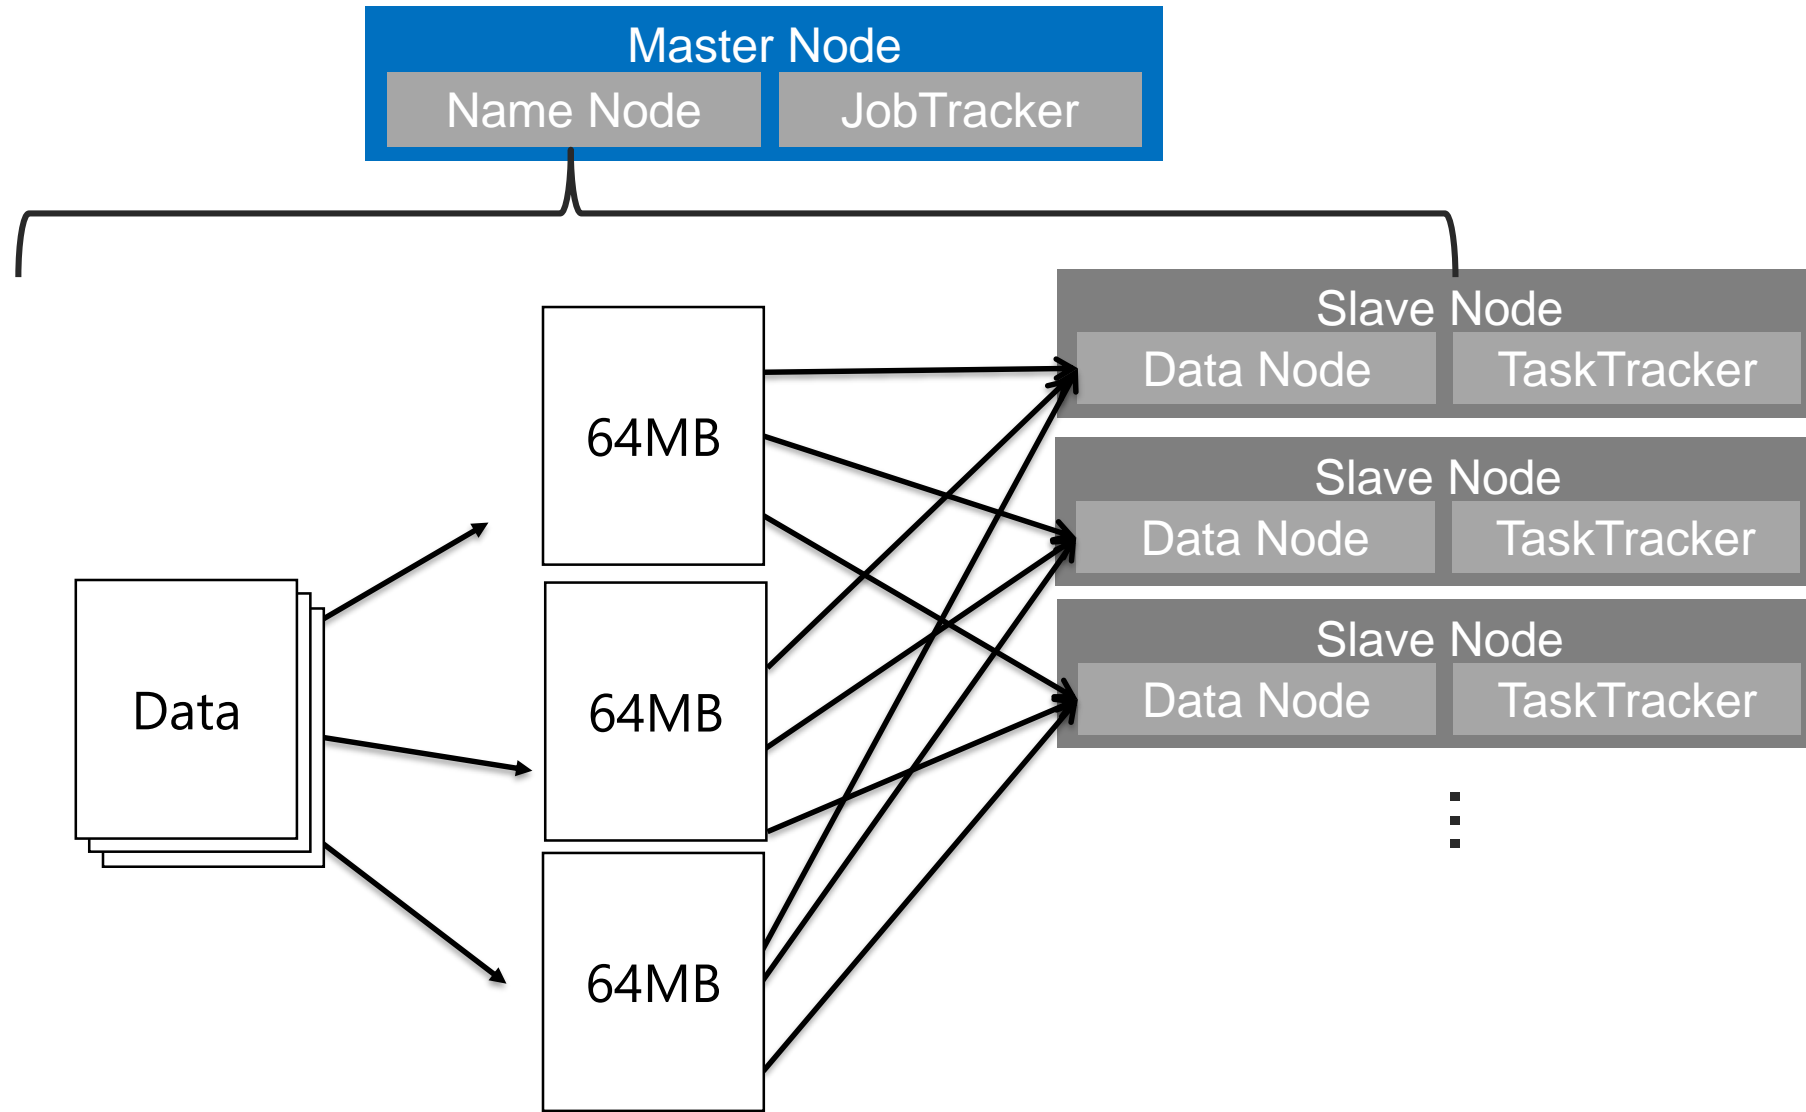 Master Node
Name Node
JobTracker
Slave Node
Data Node
TaskTracker
64MB
Slave Node
Data Node
TaskTracker
Slave Node
Data Node
TaskTracker
Data
64MB
64MB